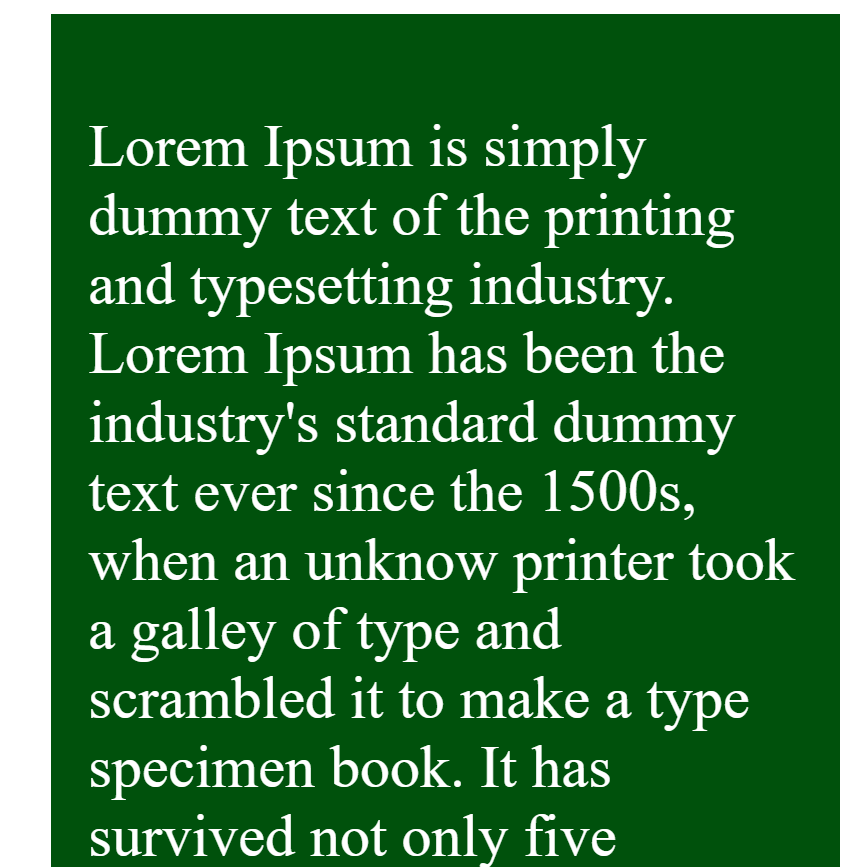 Lorem Ipsum is simply
dummy text of the printing
and typesetting industry.
Lorem Ipsum has been the
industry's standard dummy
text ever since the 1500s,
when an unknow printer took
a galley of type and
scrambled it to make a type
specimen book. It has
survived not only five